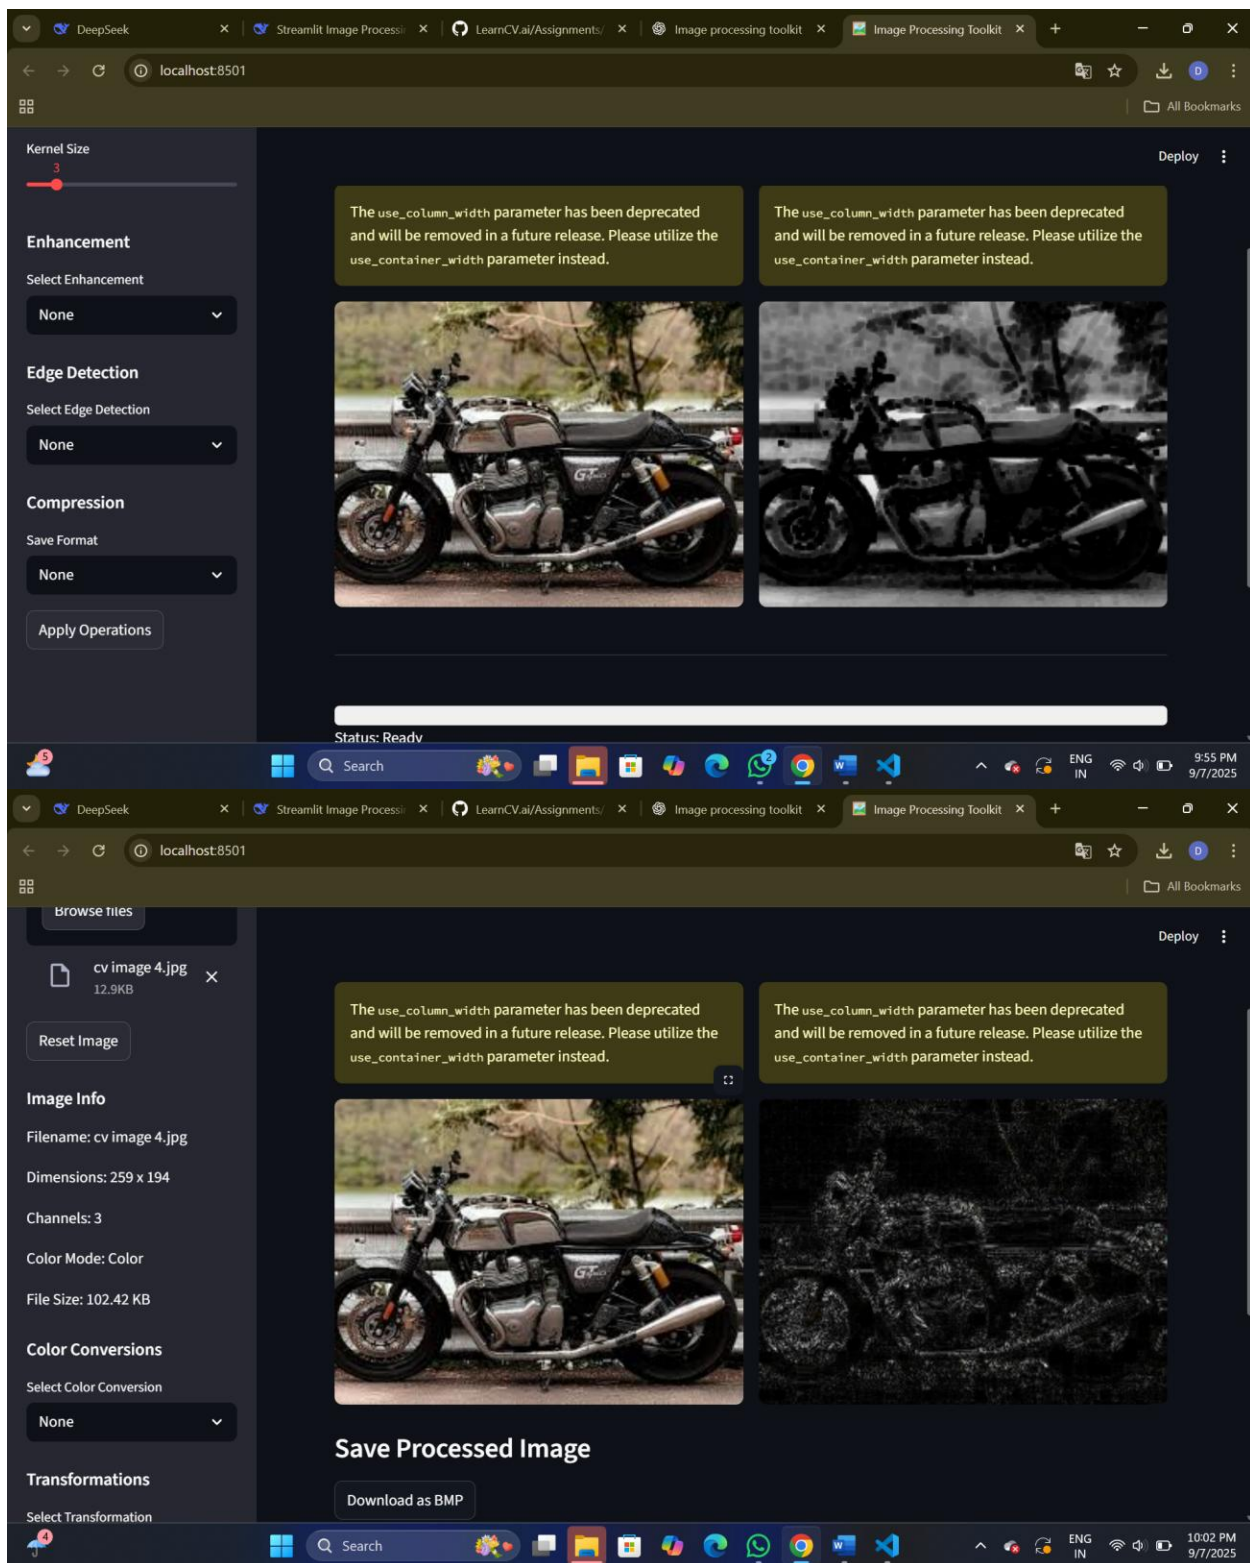 DeepSeek
Streamlit Image Processi
LearnCV.ai/Assignments/
Image processing toolkit
Image Processing Toolkit
localhost:8501
D
All Bookmarks
Kernel Size
3
Enhancement
Select Enhancement
None
Edge Detection
Select Edge Detection
None
Compression
Save Format
None
Apply Operations
Deploy
The use_column_width parameter has been deprecated
and will be removed in a future release. Please utilize the
use_container_width parameter instead.
The use_column_width parameter has been deprecated
and will be removed in a future release. Please utilize the
use_container_width parameter instead.
GT
Status: Ready
5
Search
2
W
ENG
IN
9:55 PM
9/7/2025
DeepSeek
Streamlit Image Processi
LearnCV.ai/Assignments/
Image processing toolkit
Image Processing Toolkit
localhost:8501
D
All Bookmarks
Browse files
cv image 4.jpg
12.9KB
Reset Image
Image Info
Filename: cv image 4.jpg
Dimensions: 259 x 194
Channels: 3
Color Mode: Color
File Size: 102.42 KB
Color Conversions
Select Color Conversion
None
Transformations
Select Transformation
Deploy
The use_column_width parameter has been deprecated
and will be removed in a future release. Please utilize the
use_container_width parameter instead.
The use_column_width parameter has been deprecated
and will be removed in a future release. Please utilize the
use_container_width parameter instead.
GT
Save Processed Image
Download as BMP
4
Search
W
ENG
IN
10:02 PM
9/7/2025